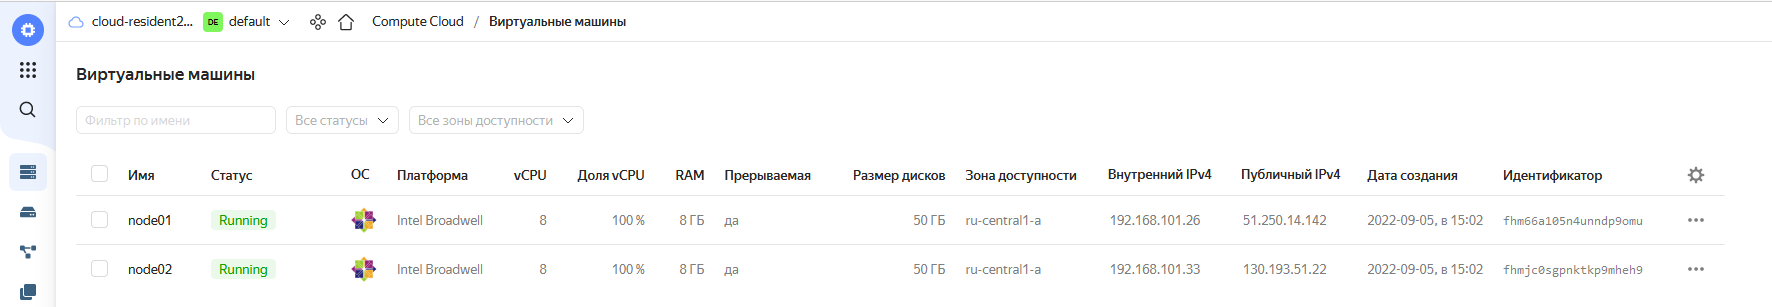 cloud-resident2... DE default Compute Cloud / Виртуальные машины
Виртуальные машины
Фильтр по имени Все статусы Все зоны доступности
Имя Статус ОС Платформа vCPU Доля vCPU RAM Прерываемая Размер дисков Зона доступности Внутренний IPv4 Публичный IPv4 Дата создания Идентификатор
node01 Running Intel Broadwell 8 100 % 8 ГБ да 50 ГБ ru-central1-a 192.168.101.26 51.250.14.142 2022-09-05, в 15:02 fhm66a105n4unndp9omu
node02 Running Intel Broadwell 8 100 % 8 ГБ да 50 ГБ ru-central1-a 192.168.101.33 130.193.51.22 2022-09-05, в 15:02 fhmjc0sgpnktkp9mheh9